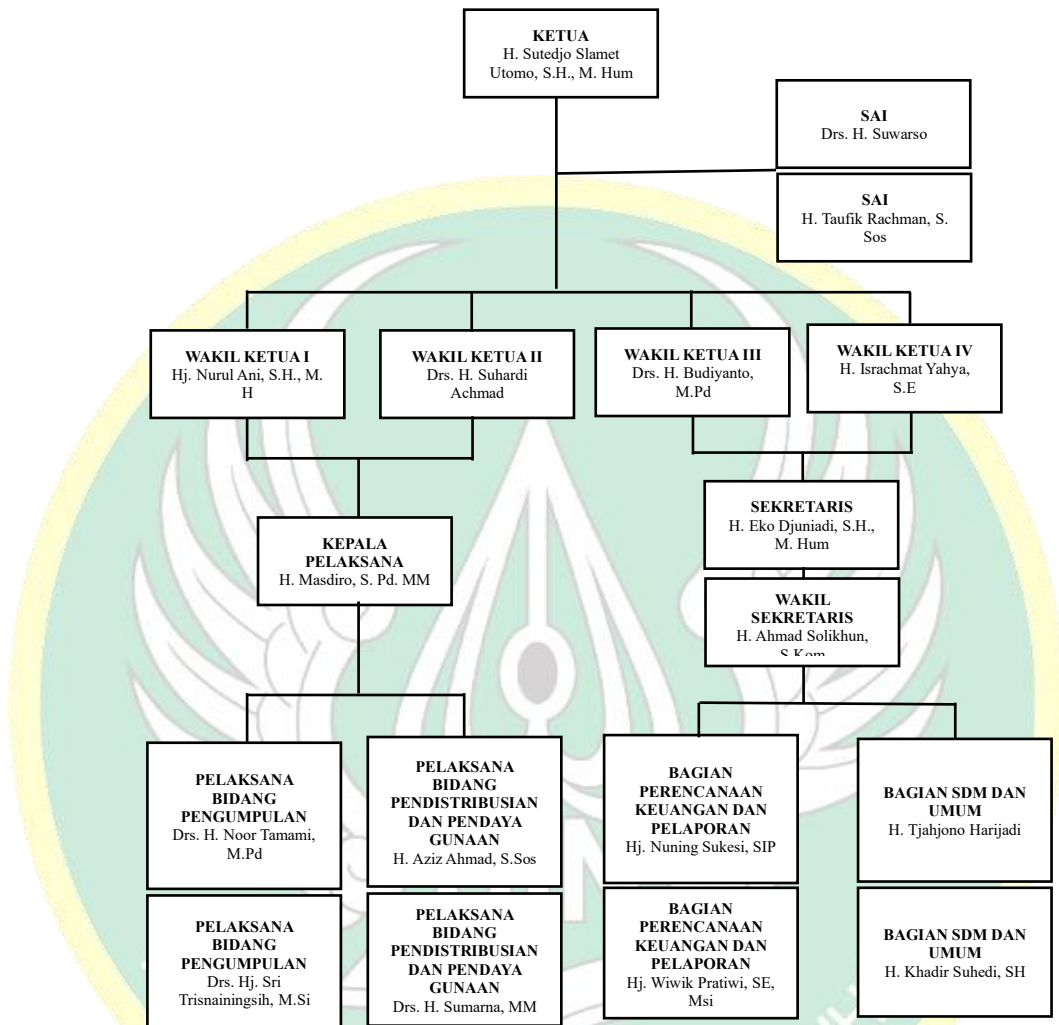 KETUA
H. Sutedjo Slamet
Utomo, S.H., M. Hum
SAI
Drs. H. Suwarso
SAI
H. Taufik Rachman, S.
Sos
WAKIL KETUA I
Hj. Nurul Ani, S.H., M.
H
WAKIL KETUA II
Drs. H. Suhardi
Achmad
WAKIL KETUA III
Drs. H. Budiyanto,
M.Pd
WAKIL KETUA IV
H. Israchmat Yahya,
S.E
SEKRETARIS
H. Eko Djuniadi, S.H.,
M. Hum
KEPALA
PELAKSANA
H. Masdiro, S. Pd. MM
WAKIL
SEKRETARIS
H. Ahmad Solikhun,
S.Kom
PELAKSANA
BIDANG
PENGUMPULAN
Drs. H. Noor Tamami,
M.Pd
PELAKSANA
BIDANG
PENDISTRIBUSIAN
DAN PENDAYA
GUNAAN
H. Aziz Ahmad, S.Sos
BAGIAN
PERENCANAAN
KEUANGAN DAN
PELAPORAN
Hj. Nuning Sukesi, SIP
BAGIAN SDM DAN
UMUM
H. Tjahjono Harijadi
PELAKSANA
BIDANG
PENGUMPULAN
Drs. Hj. Sri
Trisnainingsih, M.Si
PELAKSANA
BIDANG
PENDISTRIBUSIAN
DAN PENDAYA
GUNAAN
Drs. H. Sumarna, MM
BAGIAN
PERENCANAAN
KEUANGAN DAN
PELAPORAN
Hj. Wiwik Pratiwi, SE,
Msi
BAGIAN SDM DAN
UMUM
H. Khadir Suhedi, SH